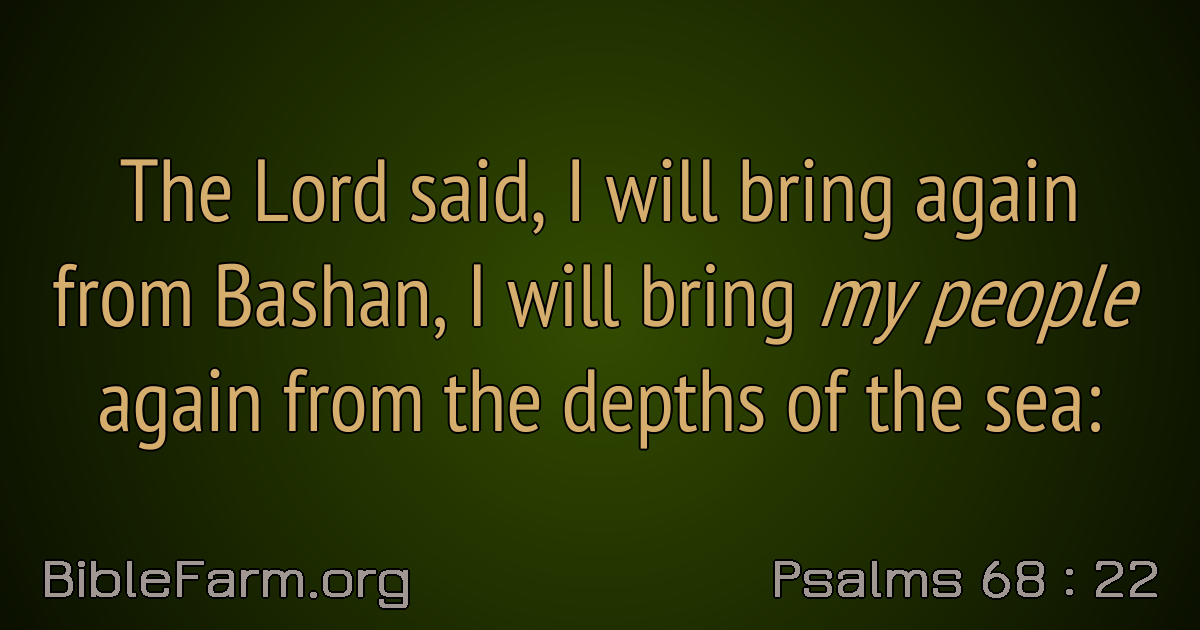 The Lord said, I will bring again
from Bashan, I will bring my people
again from the depths of the sea:
BibleFarm.org
Psalms 68 : 22